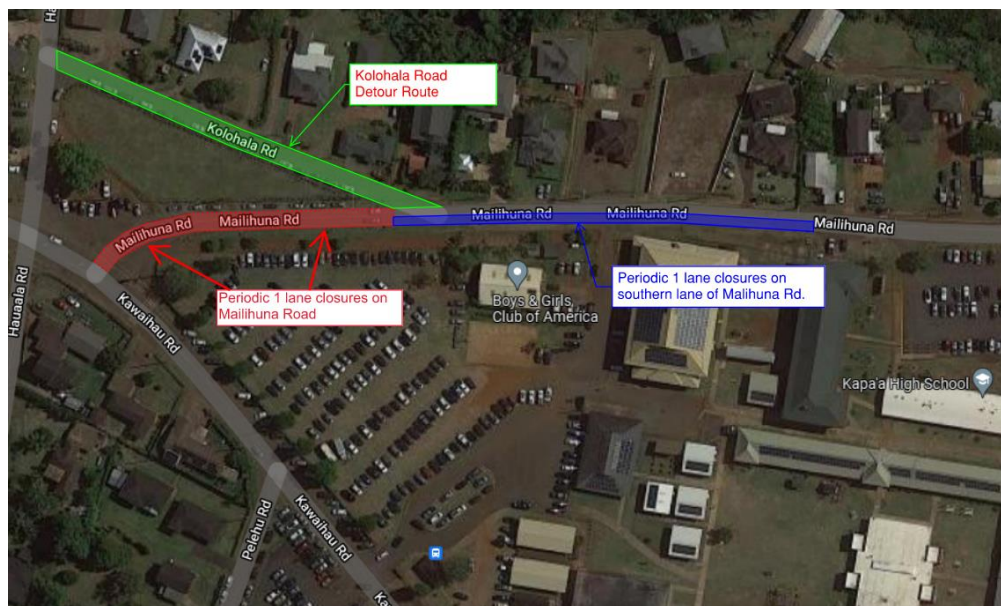 Ha
Kolohala Road
Detour Route
Kolohala Rd
Mailihuna Rd
Mailihuna Rd
Mailihuna Rd
Mailihuna Rd
Mailihuna Rd
Periodic 1 lane closures on
Mailihuna Road
Periodic 1 lane closures on
southern lane of Malihuna Rd.
Boys & Girls
Club of America
Hauaala Rd
Kawaihau Rd
Kapa'a High School
Pelehu Rd
Kawaihau Rd
Ka